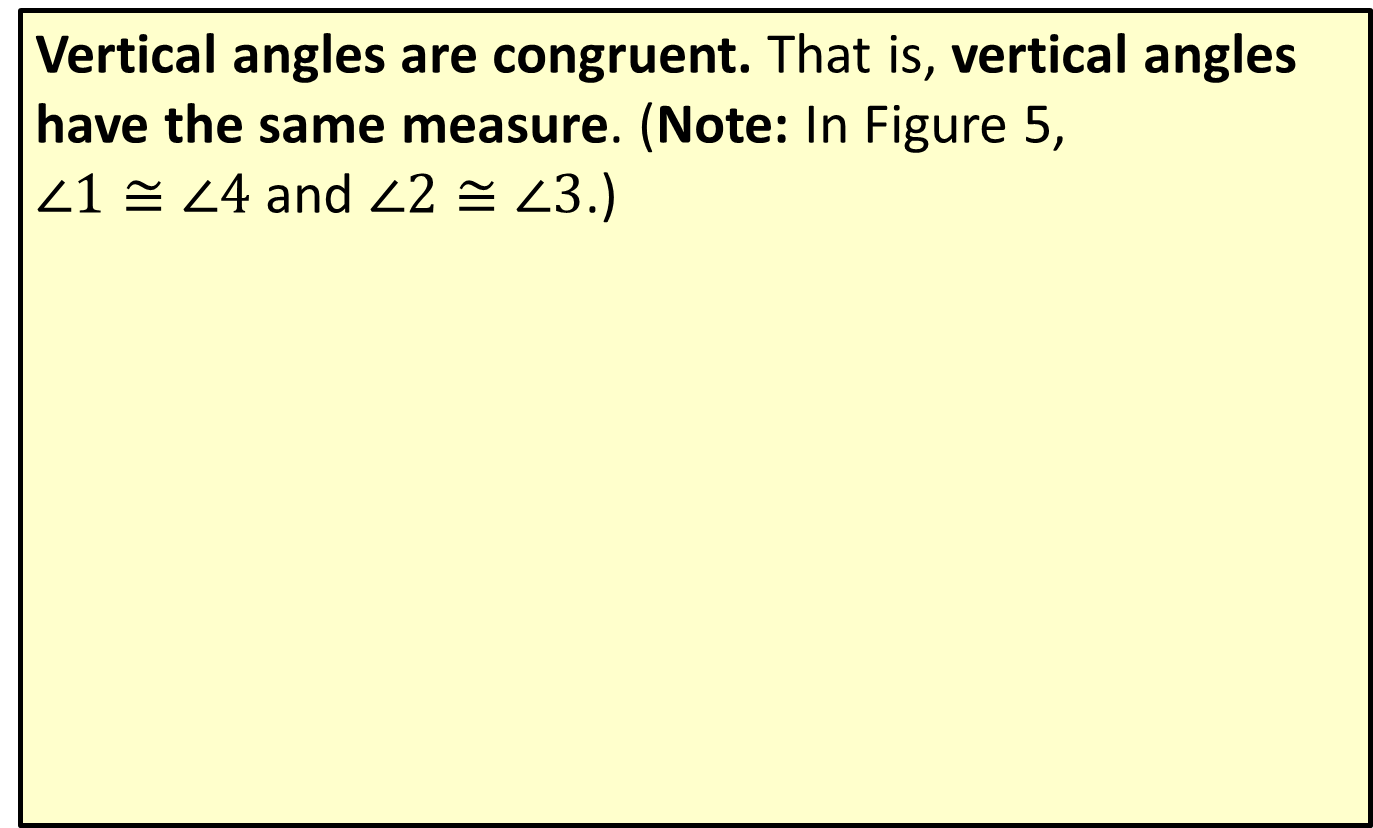 Vertical angles are congruent. That is, vertical angles
have the same measure. (Note: In Figure 5,
∠1 ≅ ∠4 and ∠2 ≅ ∠3.)